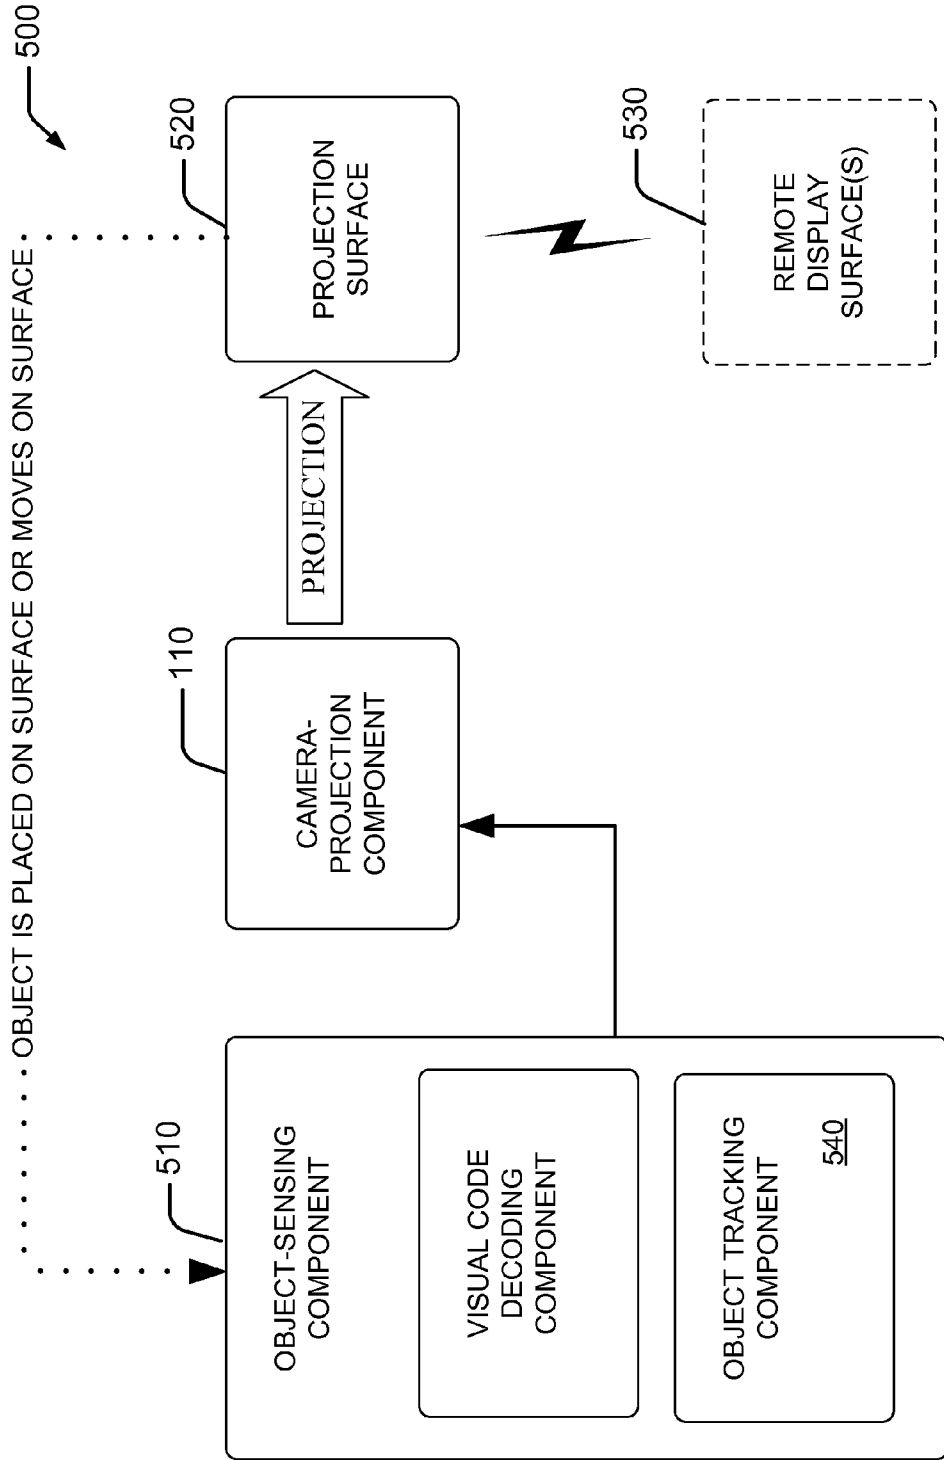 500
OBJECT IS PLACED ON SURFACE OR MOVES ON SURFACE
510
OBJECT-SENSING
COMPONENT
VISUAL CODE
DECODING
COMPONENT
OBJECT TRACKING
COMPONENT
540
110
CAMERA-
PROJECTION
COMPONENT
PROJECTION
520
PROJECTION
SURFACE
530
REMOTE
DISPLAY
SURFACE(S)